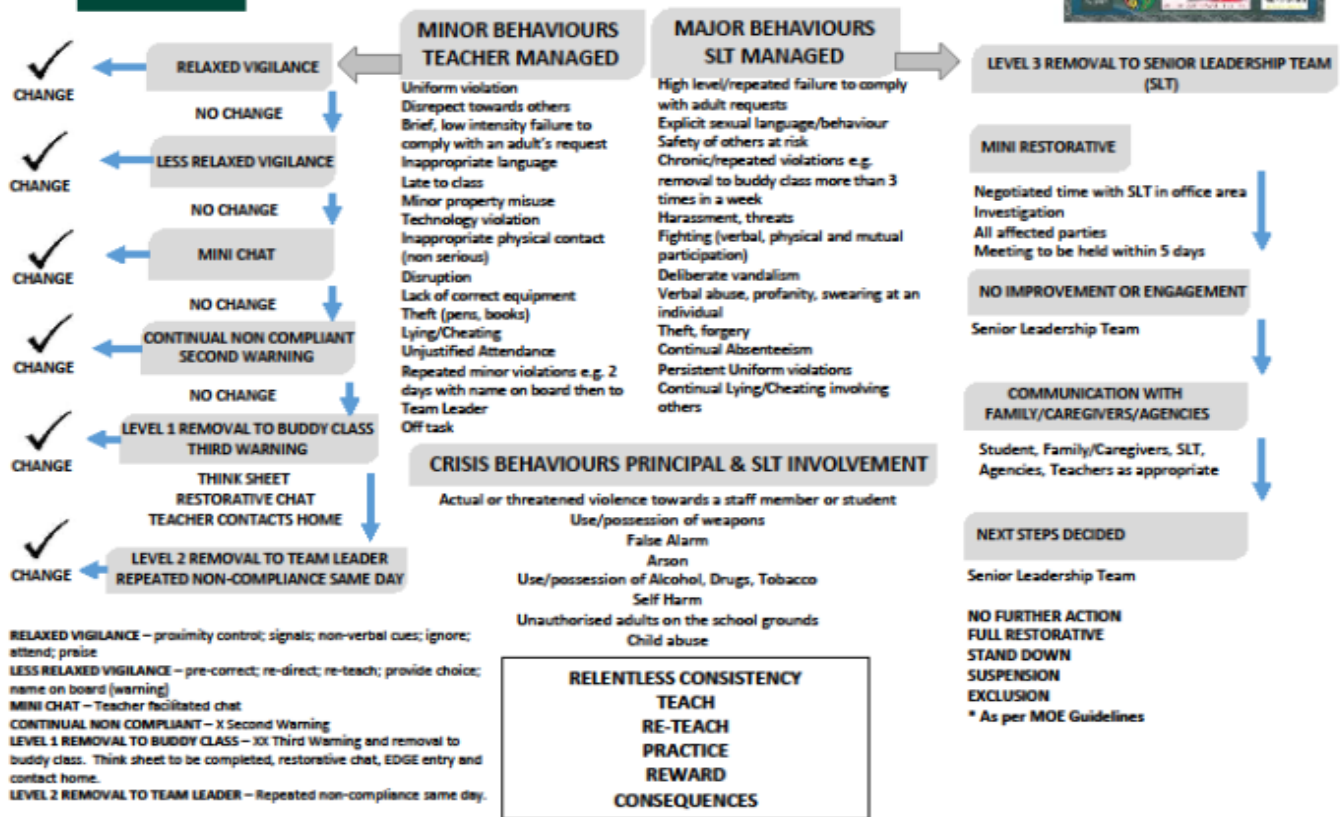 MINOR BEHAVIOURS
TEACHER MANAGED
MAJOR BEHAVIOURS
SLT MANAGED
CHANGE
RELAXED VIGILANCE
NO CHANGE
CHANGE
LESS RELAXED VIGILANCE
NO CHANGE
CHANGE
MINI CHAT
NO CHANGE
CHANGE
CONTINUAL NON COMPLIANT
SECOND WARNING
NO CHANGE
CHANGE
LEVEL 1 REMOVAL TO BUDDY CLASS
THIRD WARNING
THINK SHEET
RESTORATIVE CHAT
TEACHER CONTACTS HOME
CHANGE
LEVEL 2 REMOVAL TO TEAM LEADER
REPEATED NON-COMPLIANCE SAME DAY
RELAXED VIGILANCE – proximity control; signals; non-verbal cues; ignore;
attend; praise
LESS RELAXED VIGILANCE – pre-correct; re-direct; re-teach; provide choice;
name on board (warning)
MINI CHAT – Teacher facilitated chat
CONTINUAL NON COMPLIANT – X Second Warning
LEVEL 1 REMOVAL TO BUDDY CLASS – XX Third Warning and removal to
buddy class. Think sheet to be completed, restorative chat, EDGE entry and
contact home.
LEVEL 2 REMOVAL TO TEAM LEADER – Repeated non-compliance same day.
Uniform violation
Disrepect towards others
Brief, low intensity failure to
comply with an adult's request
Inappropriate language
Late to class
Minor property misuse
Technology violation
Inappropriate physical contact
(non serious)
Disruption
Lack of correct equipment
Theft (pens, books)
Lying/Cheating
Unjustified Attendance
Repeated minor violations e.g. 2
days with name on board then to
Team Leader
Off task
High level/repeated failure to comply
with adult requests
Explicit sexual language/behaviour
Safety of others at risk
Chronic/repeated violations e.g.
removal to buddy class more than 3
times in a week
Harassment, threats
Fighting (verbal, physical and mutual
participation)
Deliberate vandalism
Verbal abuse, profanity, swearing at an
individual
Theft, forgery
Continual Absenteeism
Persistent Uniform violations
Continual Lying/Cheating involving
others
CRISIS BEHAVIOURS PRINCIPAL & SLT INVOLVEMENT
Actual or threatened violence towards a staff member or student
Use/possession of weapons
False Alarm
Arson
Use/possession of Alcohol, Drugs, Tobacco
Self Harm
Unauthorised adults on the school grounds
Child abuse
RELENTLESS CONSISTENCY
TEACH
RE-TEACH
PRACTICE
REWARD
CONSEQUENCES
LEVEL 3 REMOVAL TO SENIOR LEADERSHIP TEAM
(SLT)
MINI RESTORATIVE
Negotiated time with SLT in office area
Investigation
All affected parties
Meeting to be held within 5 days
NO IMPROVEMENT OR ENGAGEMENT
Senior Leadership Team
COMMUNICATION WITH
FAMILY/CAREGIVERS/AGENCIES
Student, Family/Caregivers, SLT,
Agencies, Teachers as appropriate
NEXT STEPS DECIDED
Senior Leadership Team
NO FURTHER ACTION
FULL RESTORATIVE
STAND DOWN
SUSPENSION
EXCLUSION
* As per MOE Guidelines